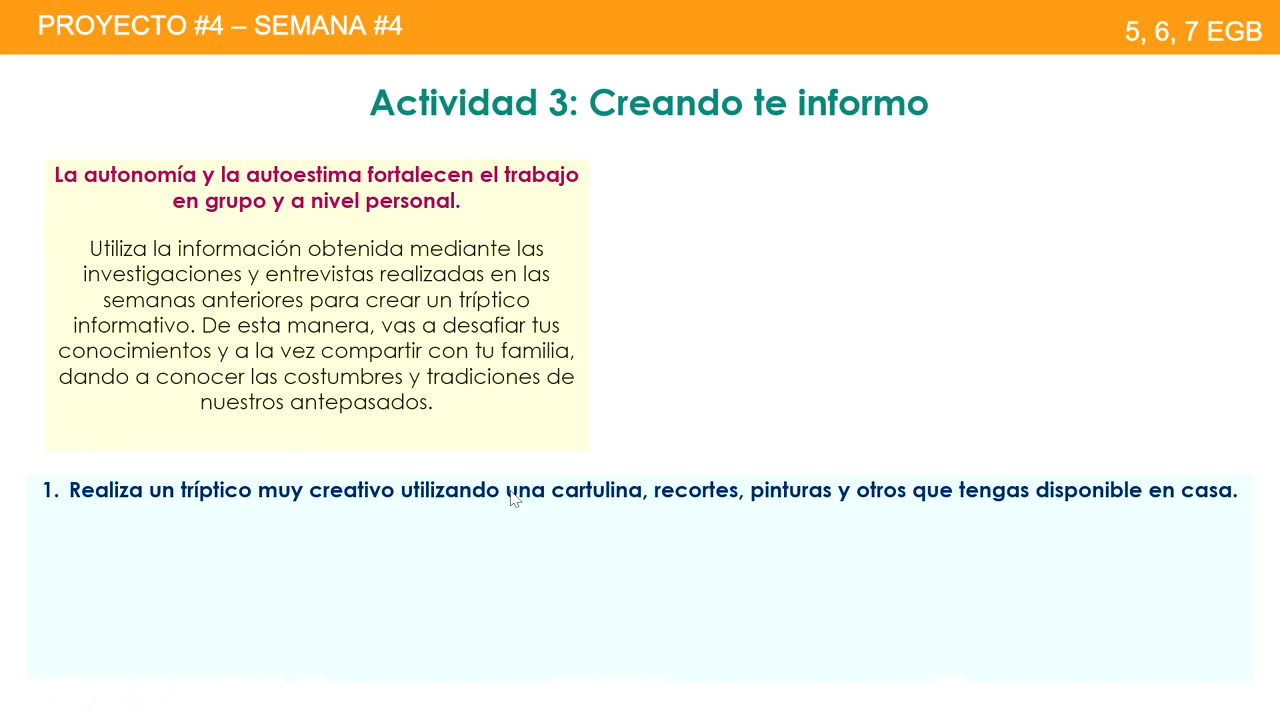 PROYECTO #4 – SEMANA #4
5, 6, 7 EGB
Actividad 3: Creando te informo
La autonomía y la autoestima fortalecen el trabajo
en grupo y a nivel personal.
Utiliza la información obtenida mediante las
investigaciones y entrevistas realizadas en las
semanas anteriores para crear un tríptico
informativo. De esta manera, vas a desafiar tus
conocimientos y a la vez compartir con tu familia,
dando a conocer las costumbres y tradiciones de
nuestros antepasados.
1. Realiza un tríptico muy creativo utilizando una cartulina, recortes, pinturas y otros que tengas disponible en casa.